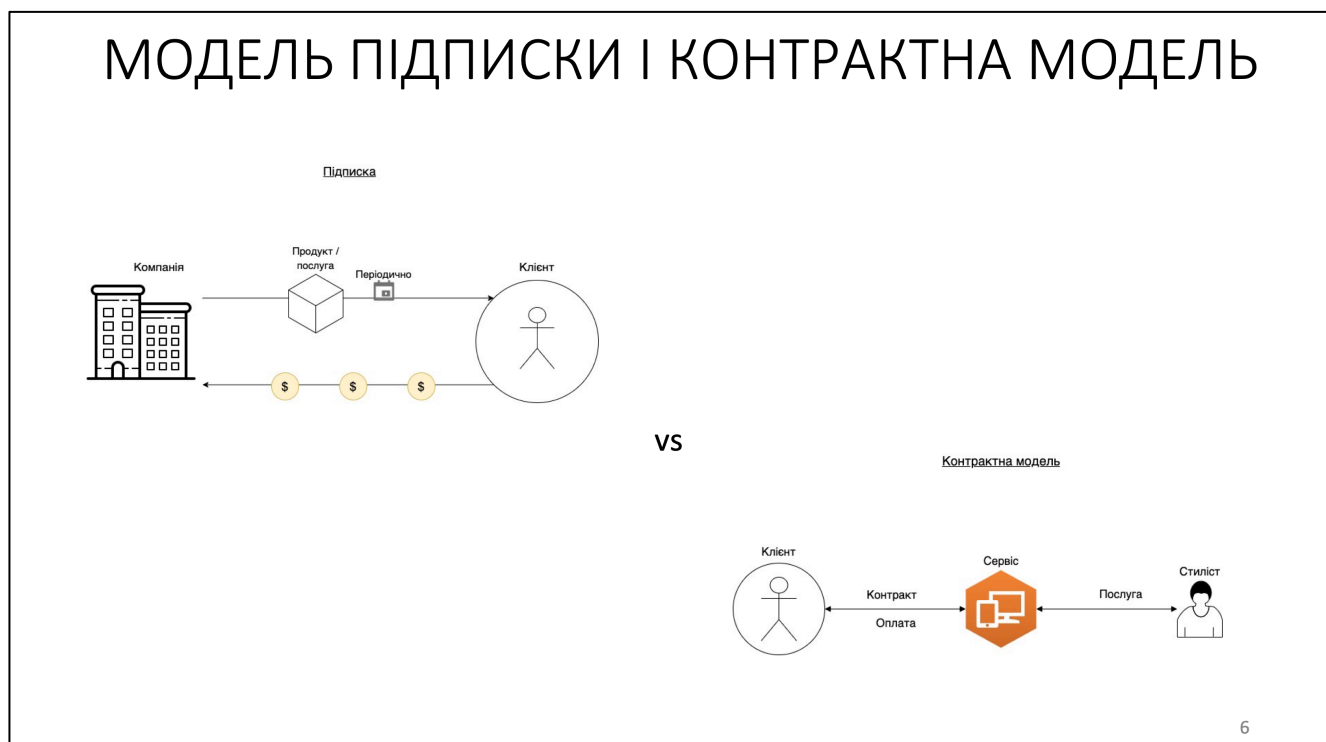 МОДЕЛЬ ПІДПИСКИ І КОНТРАКТНА МОДЕЛЬ
Підписка
Компанія
Продукт /
послуга
Періодично
Клієнт
$ $ $
vs
Контрактна модель
Клієнт
Контракт
Оплата
Сервіс
Послуга
Стиліст
6